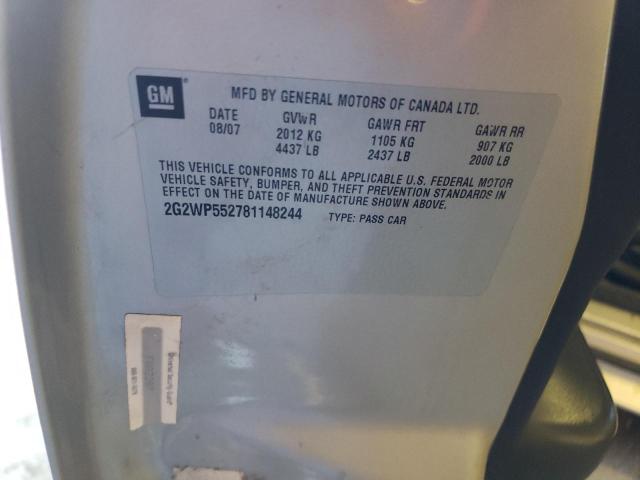 GM
MFD BY GENERAL MOTORS OF CANADA LTD.
DATE GVWR GAWR FRT GAWR RR
08/07 2012 KG 1105 KG 907 KG
4437 LB 2437 LB 2000 LB
THIS VEHICLE CONFORMS TO ALL APPLICABLE U.S. FEDERAL MOTOR
VEHICLE SAFETY, BUMPER, AND THEFT PREVENTION STANDARDS IN
EFFECT ON THE DATE OF MANUFACTURE SHOWN ABOVE.
2G2WP552781148244 TYPE: PASS CAR